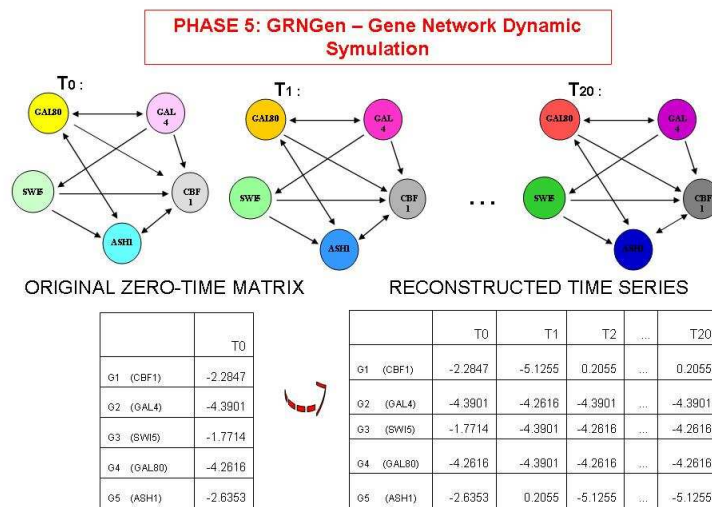 PHASE 5: GRNGen – Gene Network Dynamic
Symulation
T0 :
T1 :
T20 :
GAL80
GAL
4
SWI5
CBF
1
ASH1
GAL80
GAL
4
SWI5
CBF
1
ASH1
...
GAL80
GAL
4
SWI5
CBF
1
ASH1
ORIGINAL ZERO-TIME MATRIX
RECONSTRUCTED TIME SERIES
T0
G1 (CBF1) -2.2847
G2 (GAL4) -4.3901
G3 (SWI5) -1.7714
G4 (GAL80) -4.2616
G5 (ASH1) -2.6353
T0 T1 T2 ... T20
G1 (CBF1) -2.2847 -5.1255 0.2055 ... 0.2055
G2 (GAL4) -4.3901 -4.2616 -4.3901 ... -4.3901
G3 (SWI5) -1.7714 -4.3901 -4.2616 ... -4.2616
G4 (GAL80) -4.2616 -4.3901 -4.2616 ... -4.2616
G5 (ASH1) -2.6353 0.2055 -5.1255 ... -5.1255